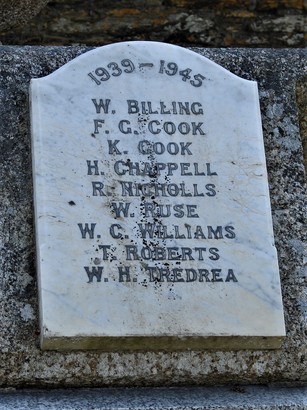 1939-1945
W. BILLING
F. G. COOK
K. COOK
H. CHAPPELL
R. NICHOLLS
W. RUSE
W. C. WILLIAMS
T. ROBERTS
W. H. TREDREA